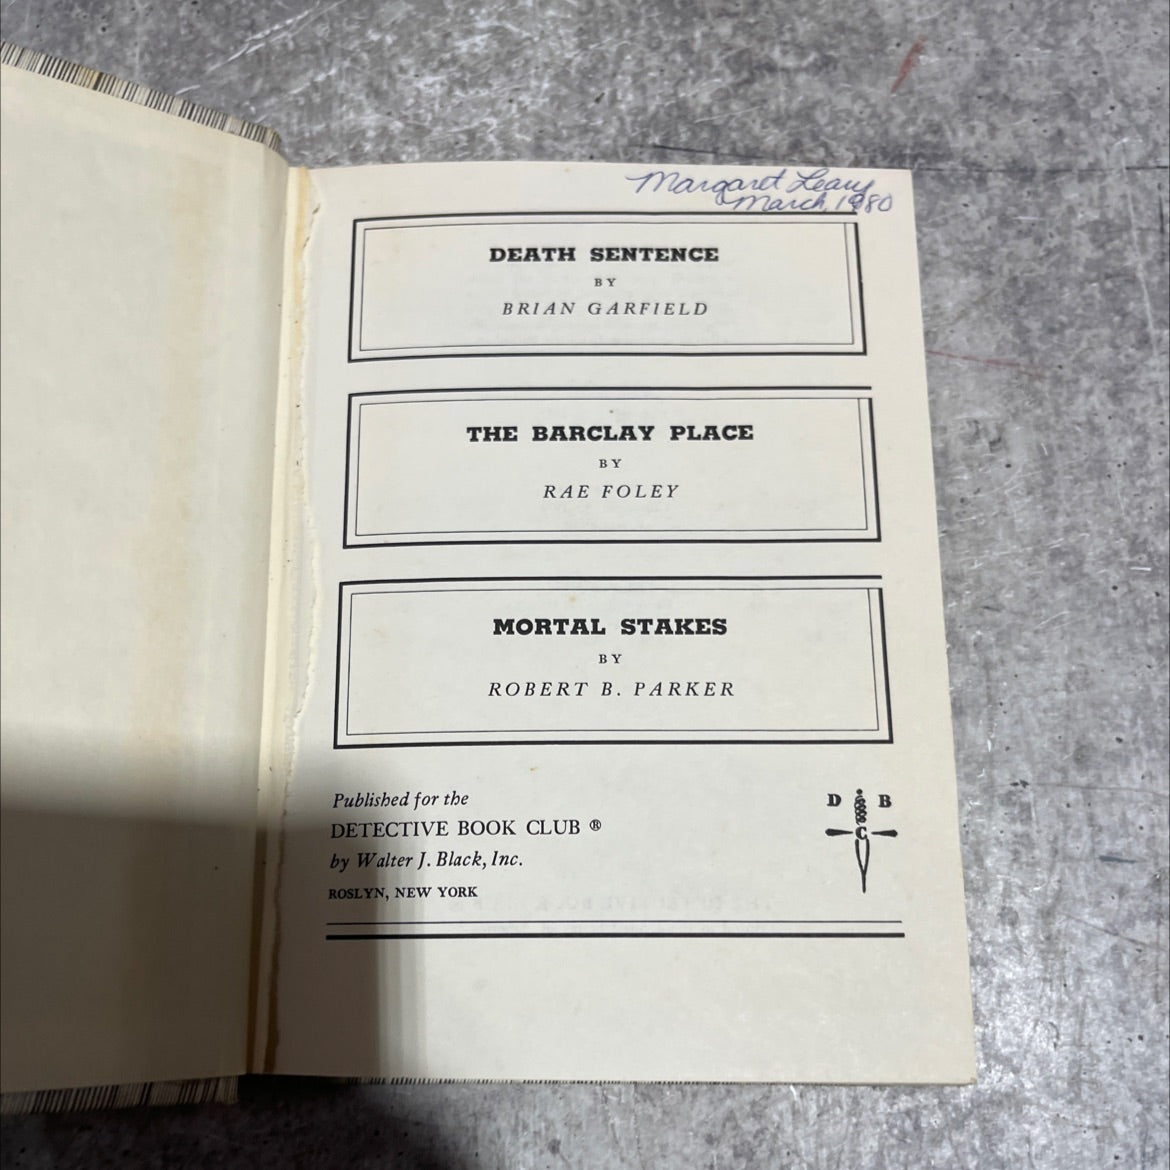 Margaret Leary
March, 1980
DEATH SENTENCE
BY
BRIAN GARFIELD
THE BARCLAY PLACE
BY
RAE FOLEY
MORTAL STAKES
BY
ROBERT B. PARKER
Published for the
DETECTIVE BOOK CLUB ®
by Walter J. Black, Inc.
ROSLYN, NEW YORK
D B
C